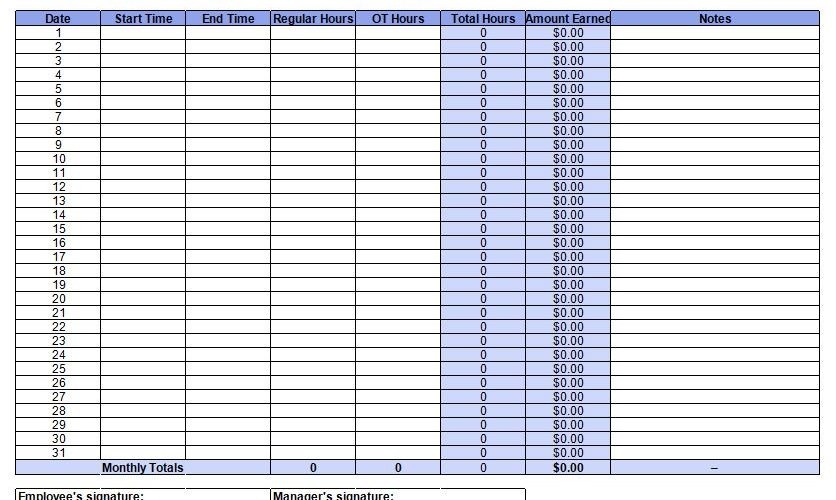 Date Start Time End Time Regular Hours OT Hours Total Hours Amount Earned Notes
1 0 $0.00
2 0 $0.00
3 0 $0.00
4 0 $0.00
5 0 $0.00
6 0 $0.00
7 0 $0.00
8 0 $0.00
9 0 $0.00
10 0 $0.00
11 0 $0.00
12 0 $0.00
13 0 $0.00
14 0 $0.00
15 0 $0.00
16 0 $0.00
17 0 $0.00
18 0 $0.00
19 0 $0.00
20 0 $0.00
21 0 $0.00
22 0 $0.00
23 0 $0.00
24 0 $0.00
25 0 $0.00
26 0 $0.00
27 0 $0.00
28 0 $0.00
29 0 $0.00
30 0 $0.00
31 0 $0.00
Monthly Totals 0 0 0 $0.00 –
Employee's signature: Manager's signature: